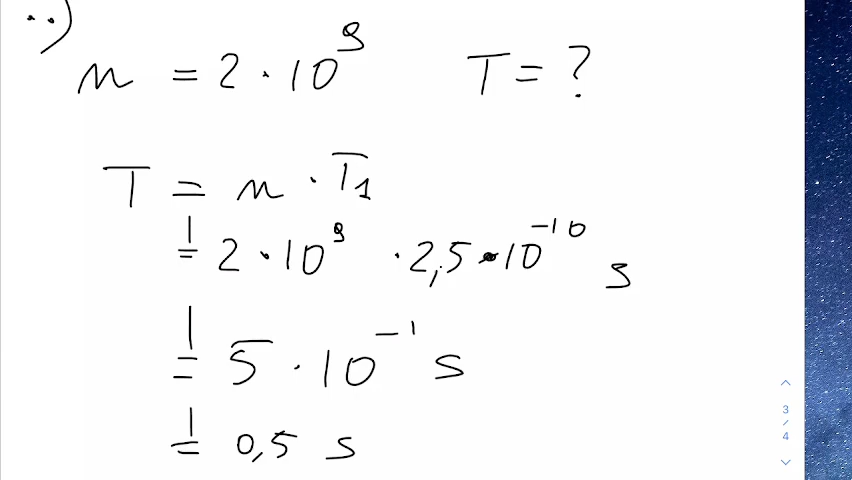 ..)
n = 2 · 10⁹ T = ?
T = n · T₁
= 2 · 10⁹ · 2,5 · 10⁻¹⁰ s
= 5 · 10⁻¹ s
= 0,5 s
3
/
4